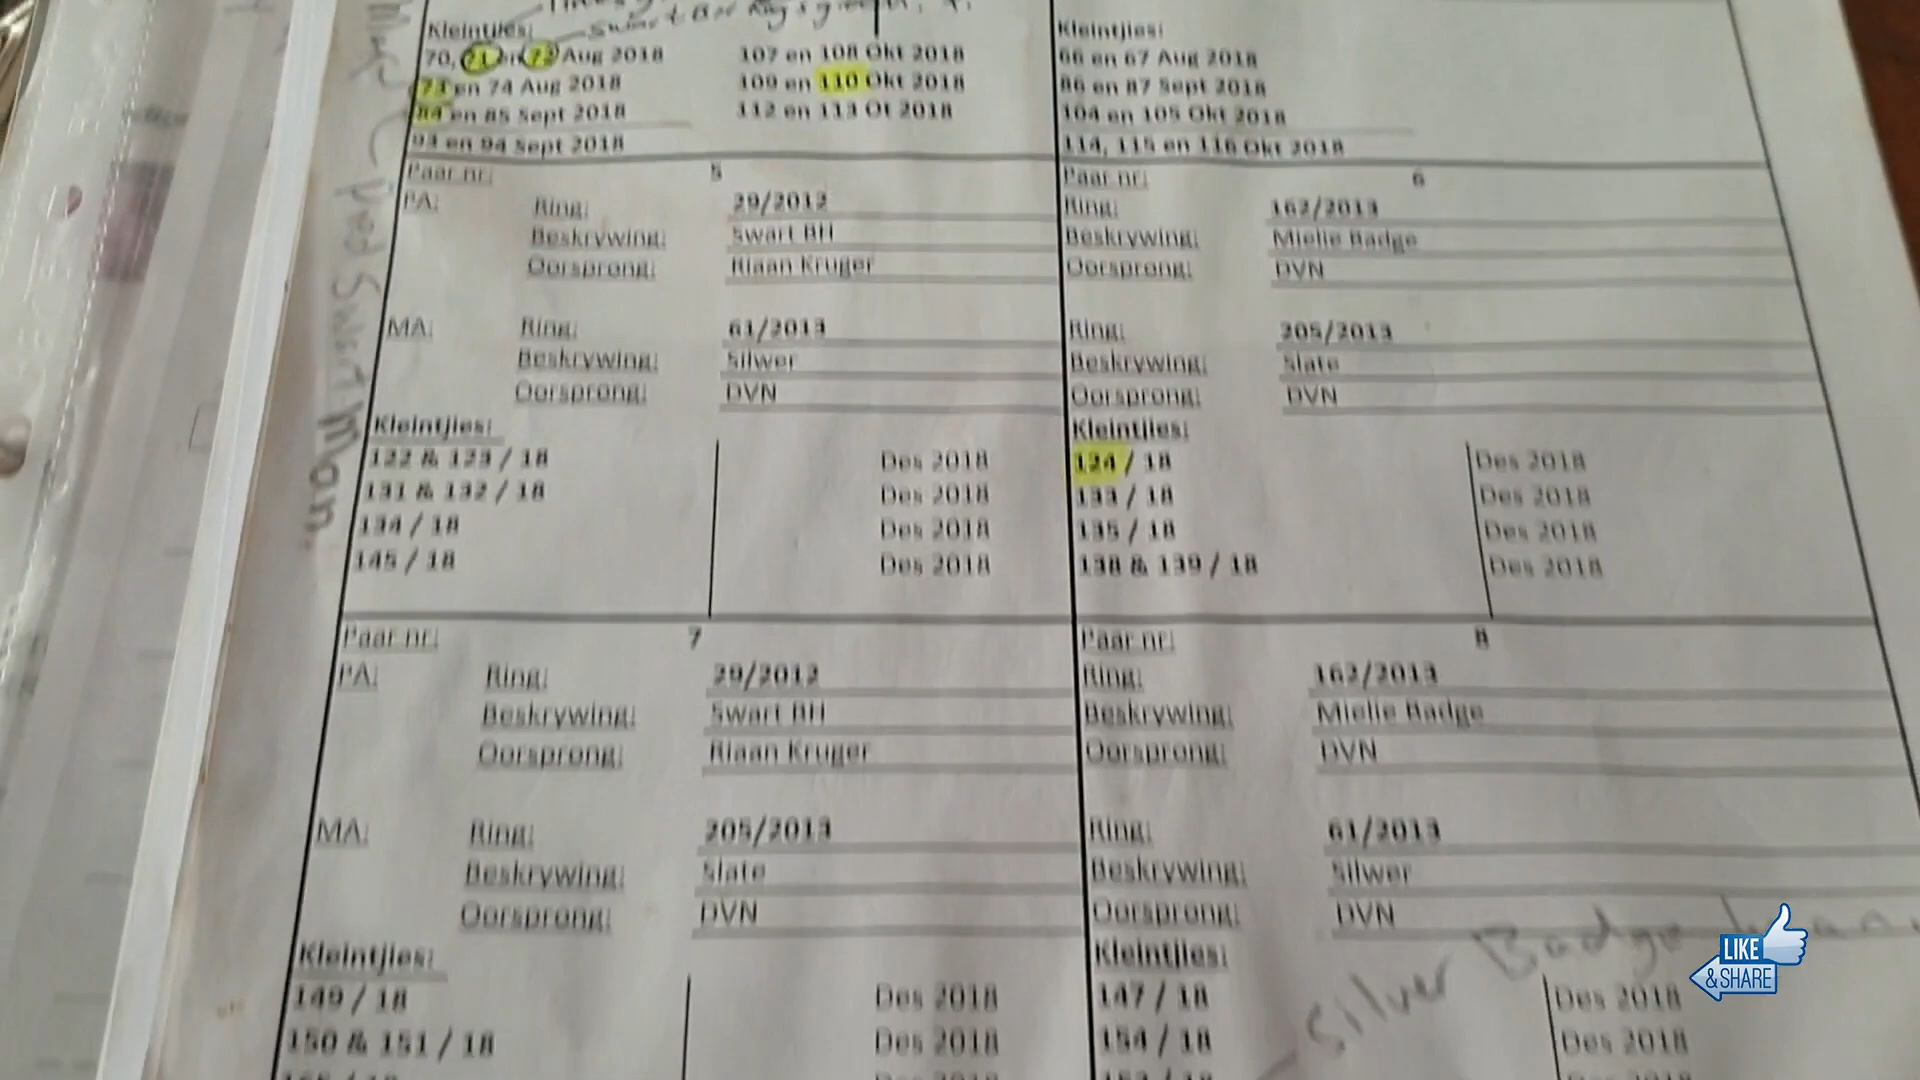 Kleintjies:
70, 71 en 72 Aug 2018
73 en 74 Aug 2018
84 en 85 Sept 2018
93 en 94 Sept 2018
107 en 108 Okt 2018
109 en 110 Okt 2018
112 en 113 Ot 2018
Kleintjies:
66 en 67 Aug 2018
86 en 87 Sept 2018
104 en 105 Okt 2018
114, 115 en 116 Okt 2018
Paar nr: 5
PA: Ring: 29/2012
Beskrywing: Swart BH
Oorsprong: Riaan Kruger
MA: Ring: 61/2013
Beskrywing: Silwer
Oorsprong: DVN
Kleintjies:
122 & 123 / 18 Des 2018
131 & 132 / 18 Des 2018
134 / 18 Des 2018
145 / 18 Des 2018
Paar nr: 6
Ring: 162/2013
Beskrywing: Mielie Badge
Oorsprong: DVN
Ring: 205/2013
Beskrywing: Slate
Oorsprong: DVN
Kleintjies:
124 / 18 Des 2018
133 / 18 Des 2018
135 / 18 Des 2018
138 & 139 / 18 Des 2018
Paar nr: 7
PA: Ring: 29/2012
Beskrywing: Swart BH
Oorsprong: Riaan Kruger
MA: Ring: 205/2013
Beskrywing: Slate
Oorsprong: DVN
Kleintjies:
149 / 18 Des 2018
150 & 151 / 18 Des 2018
Paar nr: 8
Ring: 162/2013
Beskrywing: Mielie Badge
Oorsprong: DVN
Ring: 61/2013
Beskrywing: Silwer
Oorsprong: DVN
Kleintjies:
147 / 18 Des 2018
154 / 18 Des 2018
Silver Badge
Swart Man.
LIKE
& SHARE